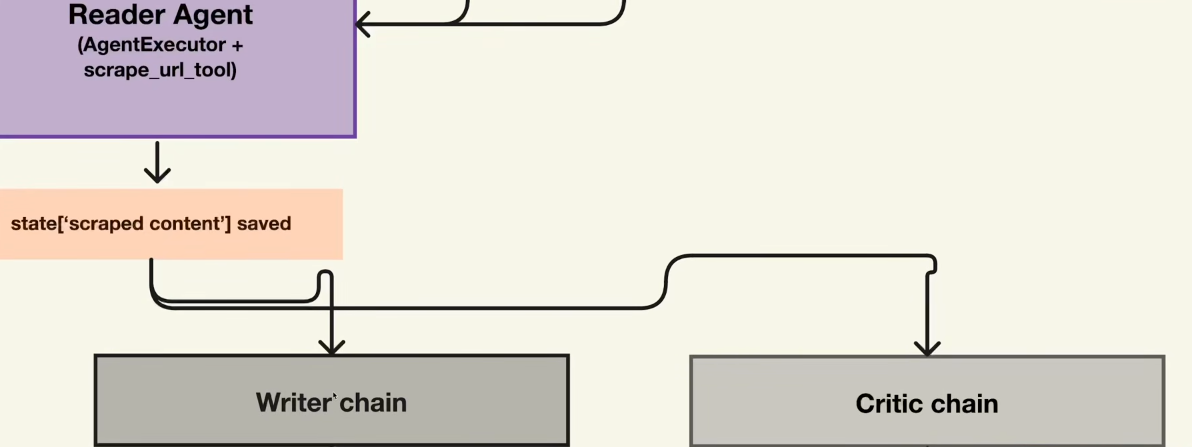 Reader Agent
(AgentExecutor +
scrape_url_tool)
state[‘scraped content’] saved
Writer chain
Critic chain